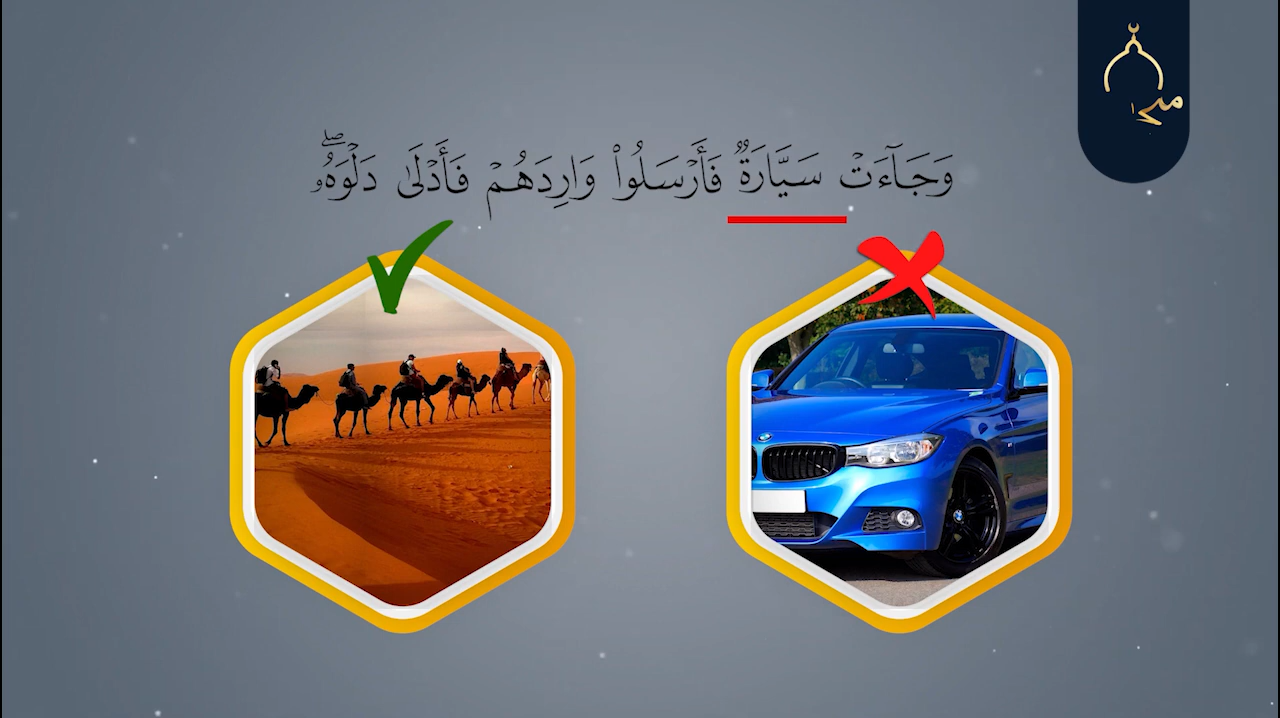 وَجَآءَتۡ سَيَّارَةٞ فَأَرۡسَلُواْ وَارِدَهُمۡ فَأَدۡلَىٰ دَلۡوَهُۥۖ